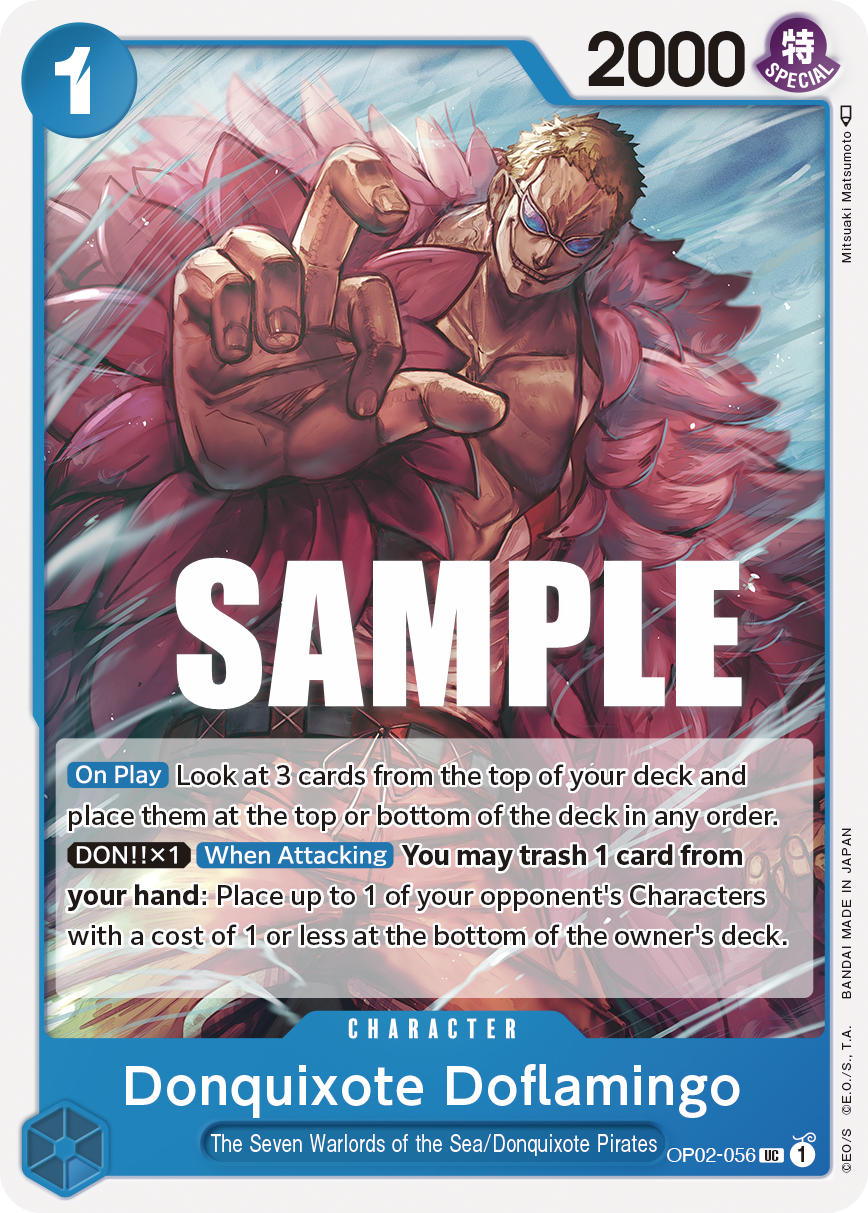 1
2000
特
SPECIAL
Mitsuaki Matsumoto
SAMPLE
On Play Look at 3 cards from the top of your deck and
place them at the top or bottom of the deck in any order.
DON!!×1 When Attacking You may trash 1 card from
your hand: Place up to 1 of your opponent's Characters
with a cost of 1 or less at the bottom of the owner's deck.
CHARACTER
Donquixote Doflamingo
The Seven Warlords of the Sea/Donquixote Pirates
OP02-056 UC 1
©EO/S ©E.O./S., T.A. BANDAI MADE IN JAPAN